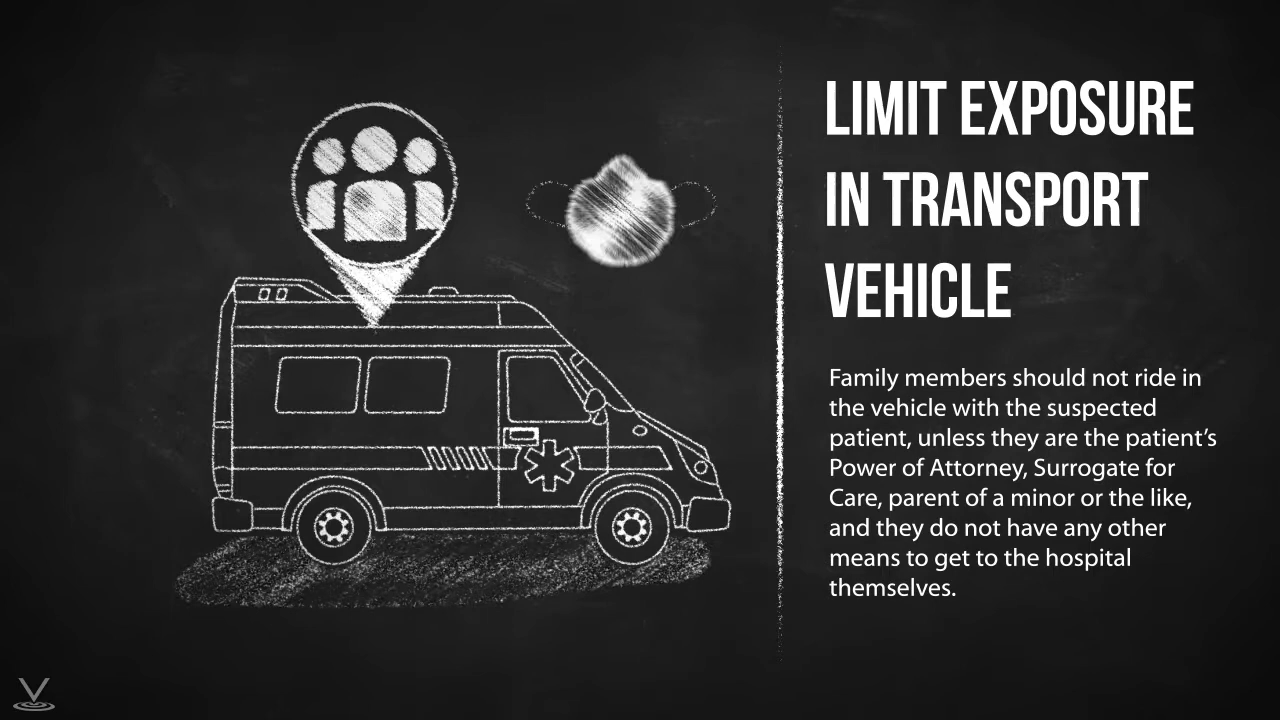 LIMIT EXPOSURE
IN TRANSPORT
VEHICLE
Family members should not ride in
the vehicle with the suspected
patient, unless they are the patient’s
Power of Attorney, Surrogate for
Care, parent of a minor or the like,
and they do not have any other
means to get to the hospital
themselves.